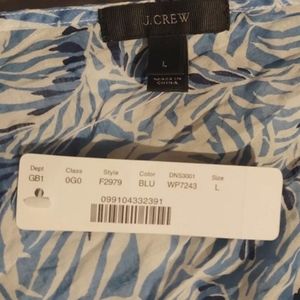 J.CREW
L
MADE IN
CHINA
Dept Class Style Color DNS3001 Size
GB1 0G0 F2979 BLU WP7243 L
099104332391